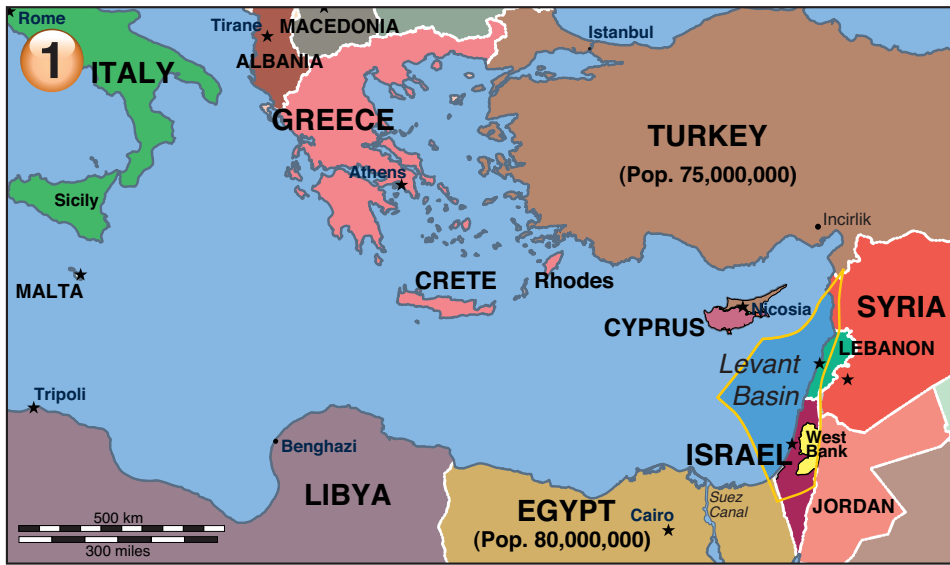 Rome
1
ITALY
Tirane
MACEDONIA
ALBANIA
Istanbul
GREECE
TURKEY
(Pop. 75,000,000)
Athens
Sicily
Incirlik
MALTA
CRETE
Rhodes
Nicosia
CYPRUS
SYRIA
LEBANON
Levant
Basin
Tripoli
Benghazi
ISRAEL
West
Bank
LIBYA
EGYPT
(Pop. 80,000,000)
Cairo
Suez
Canal
JORDAN
500 km
300 miles